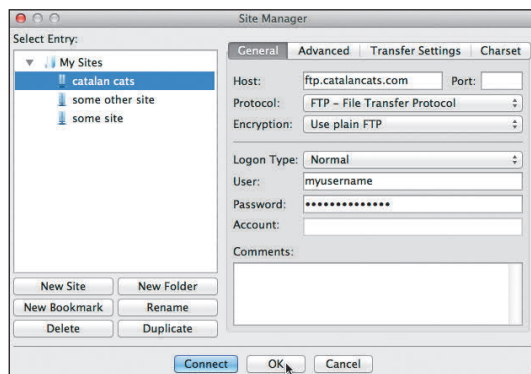 Site Manager
Select Entry:
My Sites
catalan cats
some other site
some site
New Site
New Folder
New Bookmark
Rename
Delete
Duplicate
General
Advanced
Transfer Settings
Charset
Host:
ftp.catalancats.com
Port:
Protocol:
FTP – File Transfer Protocol
Encryption:
Use plain FTP
Logon Type:
Normal
User:
myusername
Password:
••••••••••••••
Account:
Comments:
Connect
OK
Cancel